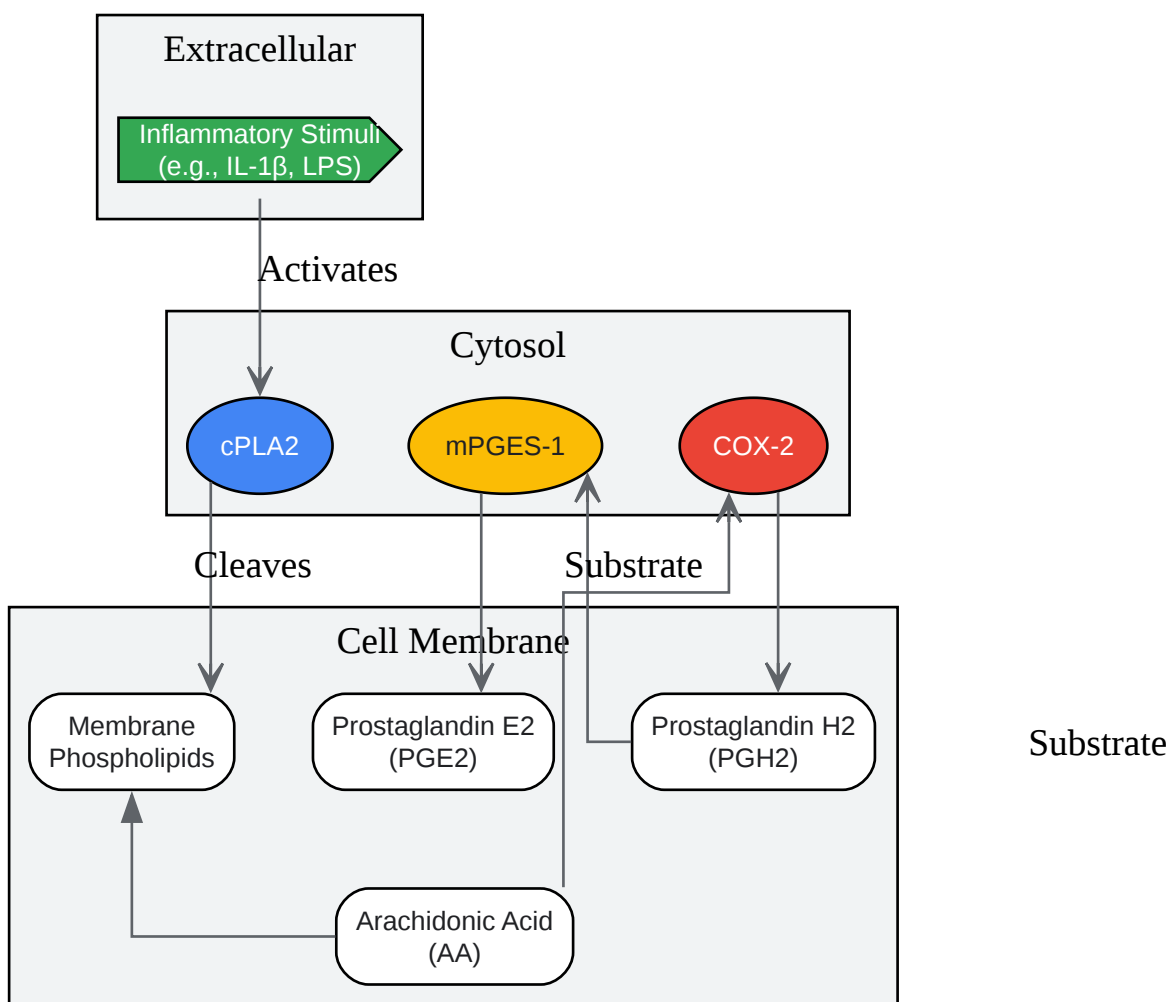 Extracellular
Inflammatory Stimuli
(e.g., IL-1β, LPS)
Activates
Cytosol
cPLA2
mPGES-1
COX-2
Cleaves
Substrate
Cell Membrane
Membrane
Phospholipids
Prostaglandin E2
(PGE2)
Prostaglandin H2
(PGH2)
Substrate
Arachidonic Acid
(AA)